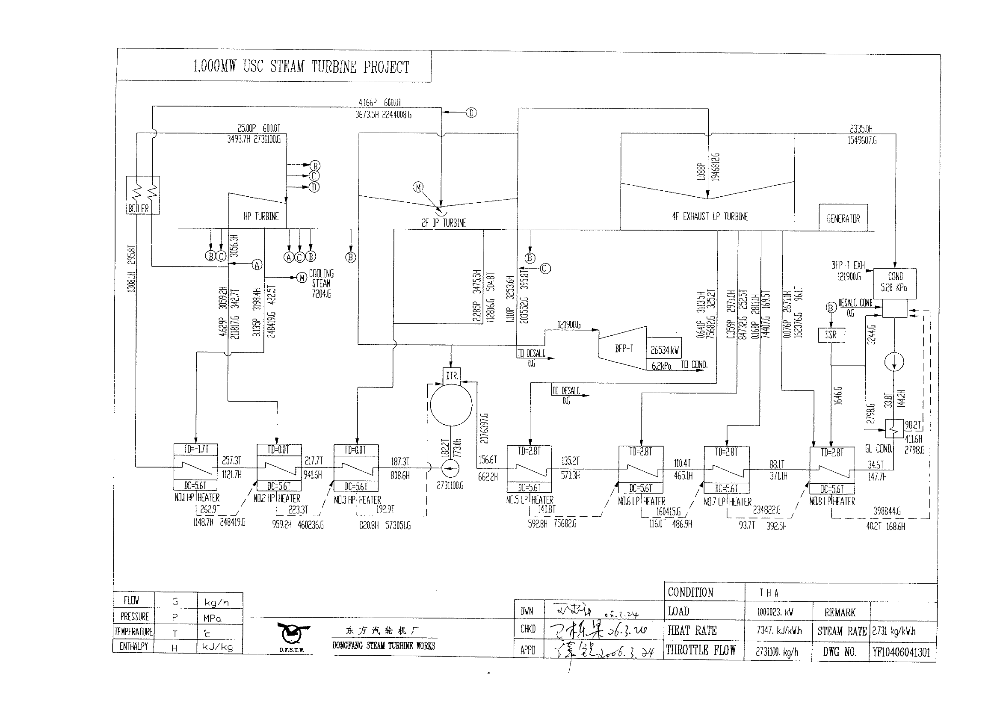 1,000MW USC STEAM TURBINE PROJECT
4.166P 600.0T
3673.5H 2244008.G
D
25.00P 600.0T
3493.7H 2731100.G
2335.0H
1549607.G
B
C
D
M
1.088P
1946812.G
BOILER
HP TURBINE
2F IP TURBINE
4F EXHAUST LP TURBINE
GENERATOR
1308.1H 295.8T
B
C
3056.3H
A
A
C
B
B
B
C
M
COOLING
STEAM
7204.G
4.629P 3059.2H
211817.G 342.7T
8.135P 3198.4H
248419.G 422.5T
2.285P 3475.5H
112816.G 504.8T
1.110P 3253.6H
203552.G 395.8T
0.641P 3113.5H
75682.G 325.2T
0.359P 2971.0H
84732.G 252.5T
0.168P 2811.1H
74407.G 169.5T
0.076P 2671.1H
162376.G 96.1T
BFP-T EXH
121900.G
COND.
5.20 KPa
B
DESALI. COND
0.G
SSR
3244.G
121900.G
BFP-T
26534.kW
6.2kPa TO COND.
TO DESALI.
0.G
DTR.
TO DESALI.
0.G
1646.G
2798.G
33.8T
144.2H
98.2T
411.6H
2798.G
GL COND.
2076397.G
182.2T
773.0H
2731100.G
TD=-1.7T
TD=0.0T
TD=0.0T
TD=2.8T
TD=2.8T
TD=2.8T
TD=2.8T
257.3T
1121.7H
217.7T
941.6H
187.3T
808.6H
156.6T
662.2H
135.2T
570.3H
110.4T
465.1H
88.1T
371.1H
34.6T
147.7H
DC=5.6T
DC=5.6T
DC=5.6T
DC=5.6T
DC=5.6T
DC=5.6T
DC=5.6T
NO.1 HP HEATER
NO.2 HP HEATER
NO.3 HP HEATER
NO.5 LP HEATER
NO.6 LP HEATER
NO.7 LP HEATER
NO.8 LP HEATER
262.9T
1148.7H 248419.G
223.3T
959.2H 460236.G
192.9T
820.8H 573051.G
140.8T
592.8H 75682.G
160415.G
116.0T 486.9H
234822.G
93.7T 392.5H
398844.G
40.2T 168.6H
FLOW G kg/h
PRESSURE P MPa
TEMPERATURE T ℃
ENTHALPY H kJ/kg
D.F.S.T.W.
东方汽轮机厂
DONGFANG STEAM TURBINE WORKS
DWN 06.3.24
CHKD 06.3.24
APPD 2006.3.24
CONDITION THA
LOAD 1000023. kW REMARK
HEAT RATE 7347. kJ/kW.h STEAM RATE 2.731 kg/kW.h
THROTTLE FLOW 2731100. kg/h DWG NO. YF10406041301